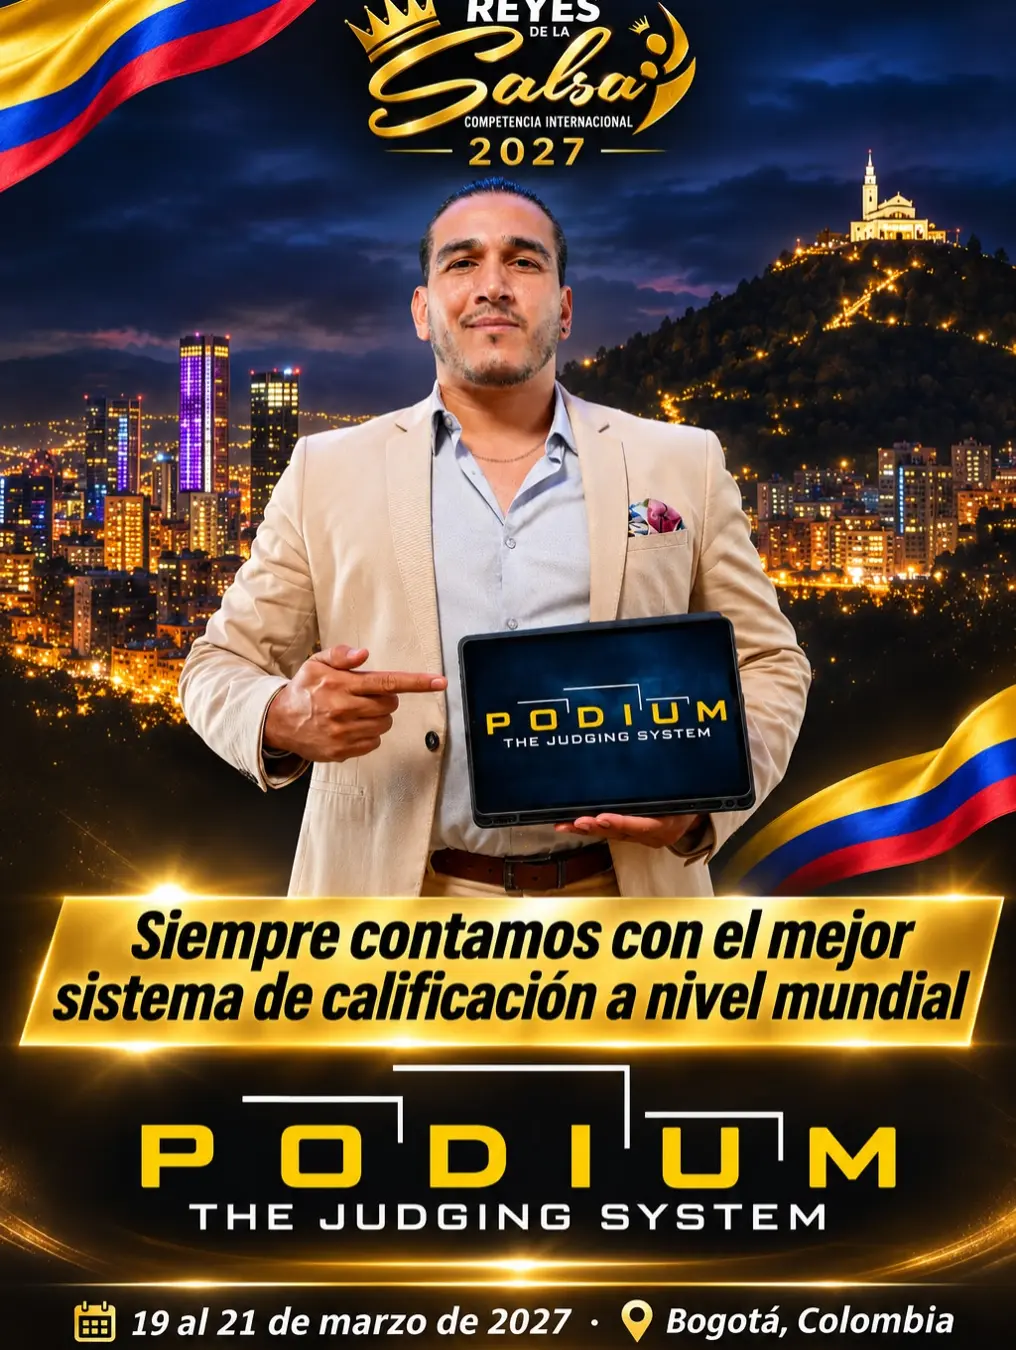 REYES
DE LA
Salsa
COMPETENCIA INTERNACIONAL
2027
PODIUM
THE JUDGING SYSTEM
Siempre contamos con el mejor
sistema de calificación a nivel mundial
PODIUM
THE JUDGING SYSTEM
19 al 21 de marzo de 2027 · Bogotá, Colombia